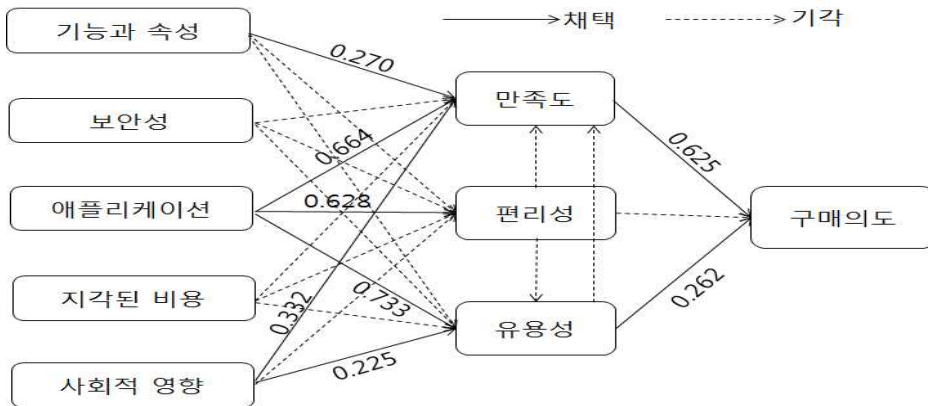 채택
기각
기능과 속성
보안성
애플리케이션
지각된 비용
사회적 영향
0.270
0.664
0.628
0.733
0.332
0.225
만족도
편리성
유용성
0.625
0.262
구매의도